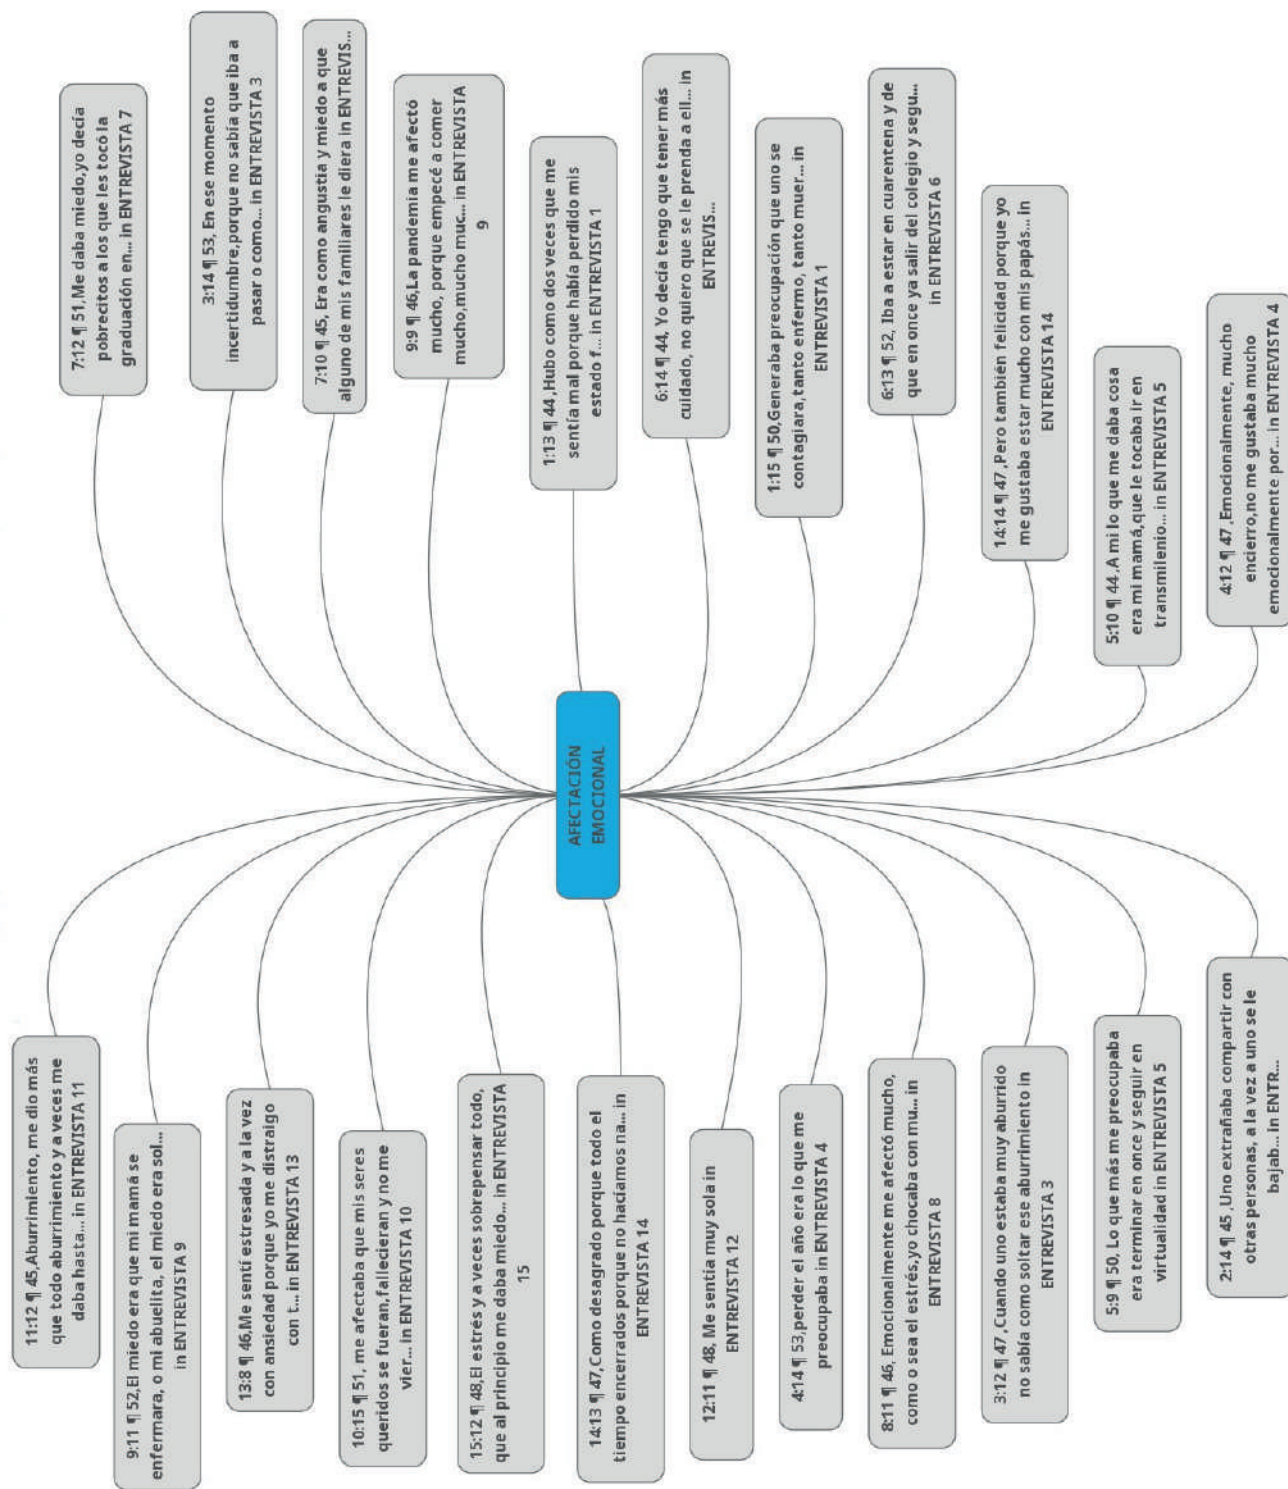 11:12 ¶ 45,Aburrimiento, me dio más
que todo aburrimiento y a veces me
daba hasta... in ENTREVISTA 11
9:11 ¶ 52,El miedo era que mi mamá se
enfermara, o mi abuelita, el miedo era sol...
in ENTREVISTA 9
13:8 ¶ 46,Me sentí estresada y a la vez
con ansiedad porque yo me distraigo
con t... in ENTREVISTA 13
10:15 ¶ 51, me afectaba que mis seres
queridos se fueran,fallecieran y no me
vier... in ENTREVISTA 10
15:12 ¶ 48,El estrés y a veces sobrepensar todo,
que al principio me daba miedo... in ENTREVISTA
15
14:13 ¶ 47,Como desagrado porque todo el
tiempo encerrados porque no hacíamos na... in
ENTREVISTA 14
12:11 ¶ 48, Me sentia muy sola in
ENTREVISTA 12
4:14 ¶ 53,perder el año era lo que me
preocupaba in ENTREVISTA 4
8:11 ¶ 46, Emocionalmente me afectó mucho,
como o sea el estrés,yo chocaba con mu... in
ENTREVISTA 8
3:12 ¶ 47,Cuando uno estaba muy aburrido
no sabía como soltar ese aburrimiento in
ENTREVISTA 3
5:9 ¶ 50, Lo que más me preocupaba
era terminar en once y seguir en
virtualidad in ENTREVISTA 5
2:14 ¶ 45,Uno extrañaba compartir con
otras personas, a la vez a uno se le
bajab... in ENTR...
AFECTACIÓN
EMOCIONAL
7:12 ¶ 51,Me daba miedo,yo decía
pobrecitos a los que les tocó la
graduación en... in ENTREVISTA 7
3:14 ¶ 53, En ese momento
incertidumbre,porque no sabía que iba a
pasar o como... in ENTREVISTA 3
7:10 ¶ 45, Era como angustia y miedo a que
alguno de mis familiares le diera in ENTREVIS...
9:9 ¶ 46,La pandemia me afectó
mucho, porque empecé a comer
mucho,mucho muc... in ENTREVISTA
9
1:13 ¶ 44,Hubo como dos veces que me
sentía mal porque había perdido mis
estado f... in ENTREVISTA 1
6:14 ¶ 44, Yo decía tengo que tener más
cuidado, no quiero que se le prenda a ell... in
ENTREVIS...
1:15 ¶ 50,Generaba preocupación que uno se
contagiara,tanto enfermo, tanto muer... in
ENTREVISTA 1
6:13 ¶ 52, Iba a estar en cuarentena y de
que en once ya salir del colegio y segu...
in ENTREVISTA 6
14:14 ¶ 47,Pero también felicidad porque yo
me gustaba estar mucho con mis papás... in
ENTREVISTA 14
5:10 ¶ 44,A mi lo que me daba cosa
era mi mamá,que le tocaba ir en
transmilenio... in ENTREVISTA 5
4:12 ¶ 47,Emocionalmente, mucho
encierro,no me gustaba mucho
emocionalmente por... in ENTREVISTA 4